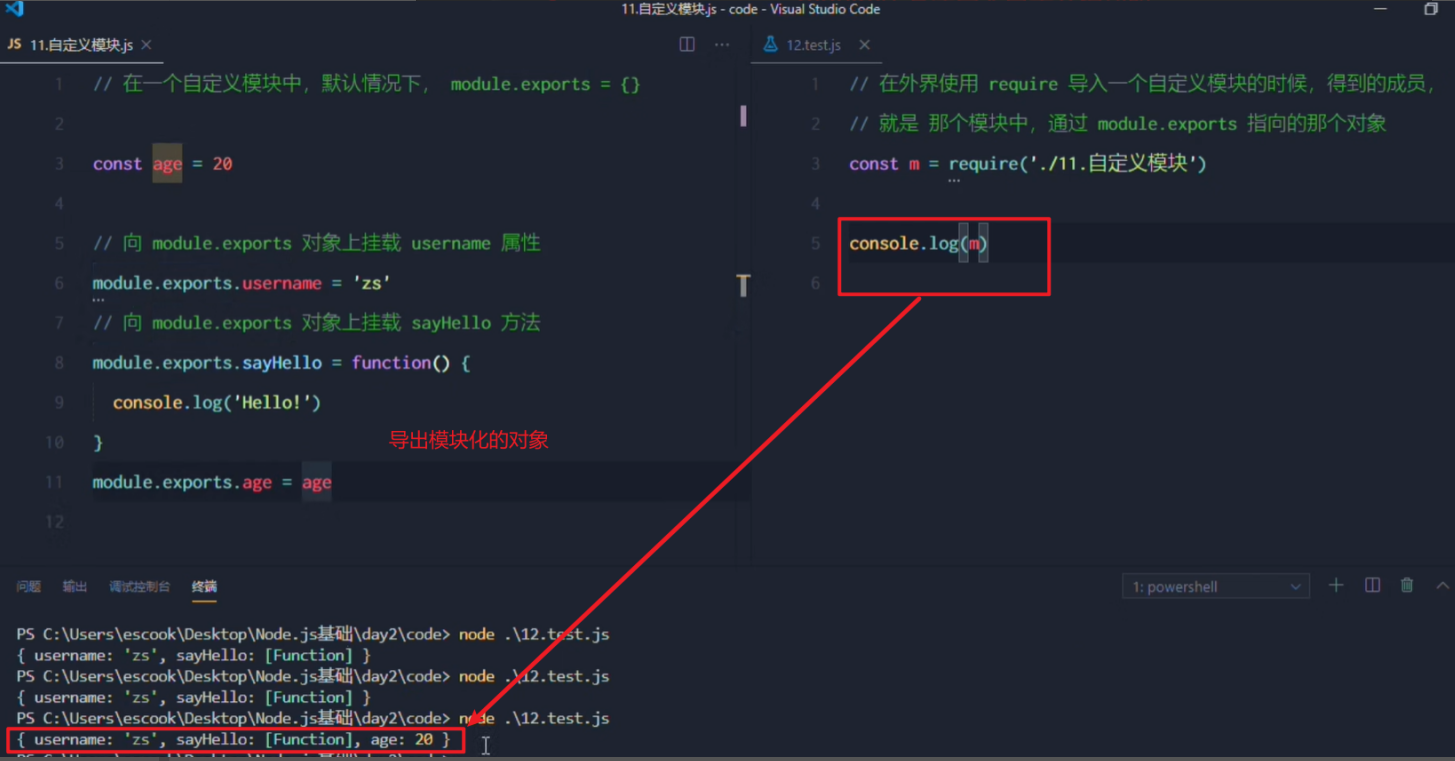 11.自定义模块.js - code - Visual Studio Code
JS 11.自定义模块.js
1 // 在一个自定义模块中，默认情况下， module.exports = {}
2
3 const age = 20
4
5 // 向 module.exports 对象上挂载 username 属性
6 module.exports.username = 'zs'
7 // 向 module.exports 对象上挂载 sayHello 方法
8 module.exports.sayHello = function() {
9 console.log('Hello!')
10 }
导出模块化的对象
11 module.exports.age = age
12
12.test.js
1 // 在外界使用 require 导入一个自定义模块的时候，得到的成员，
2 // 就是 那个模块中，通过 module.exports 指向的那个对象
3 const m = require('./11.自定义模块')
4
5 console.log(m)
6
问题 输出 调试控制台 终端
1: powershell
PS C:\Users\escook\Desktop\Node.js基础\day2\code> node .\12.test.js
{ username: 'zs', sayHello: [Function] }
PS C:\Users\escook\Desktop\Node.js基础\day2\code> node .\12.test.js
{ username: 'zs', sayHello: [Function] }
PS C:\Users\escook\Desktop\Node.js基础\day2\code> node .\12.test.js
{ username: 'zs', sayHello: [Function], age: 20 }